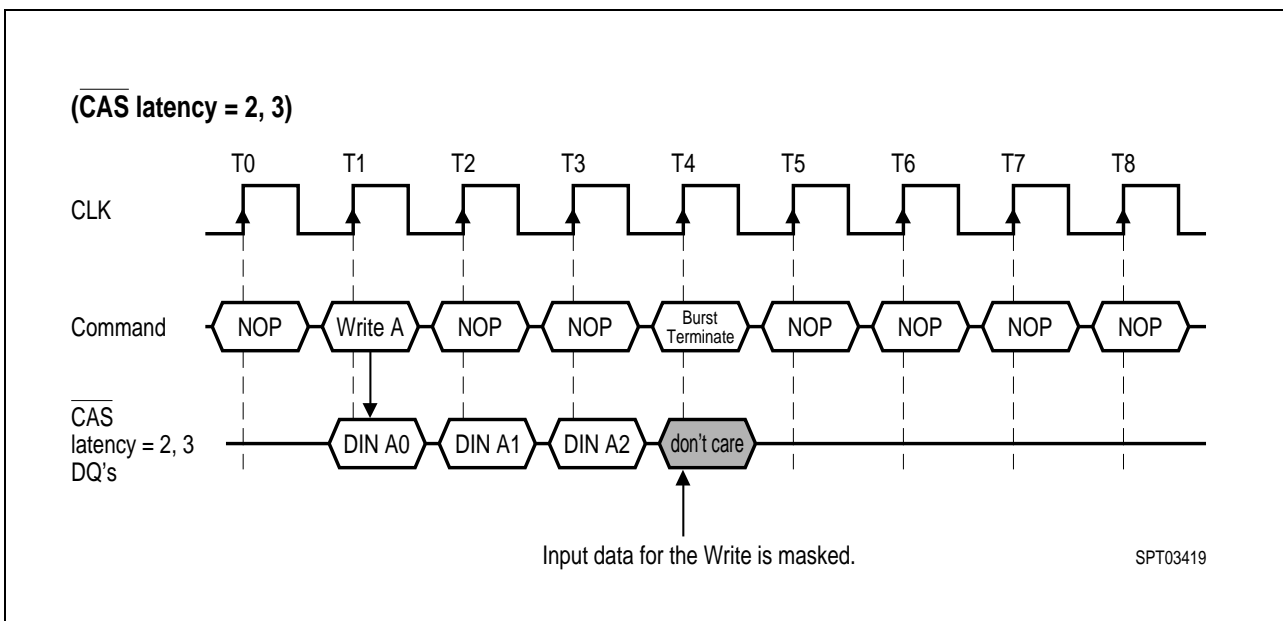 (CAS latency = 2, 3)
T0 T1 T2 T3 T4 T5 T6 T7 T8
CLK
Command NOP Write A NOP NOP Burst Terminate NOP NOP NOP NOP
CAS
latency = 2, 3
DQ's
DIN A0 DIN A1 DIN A2 don't care
Input data for the Write is masked.
SPT03419